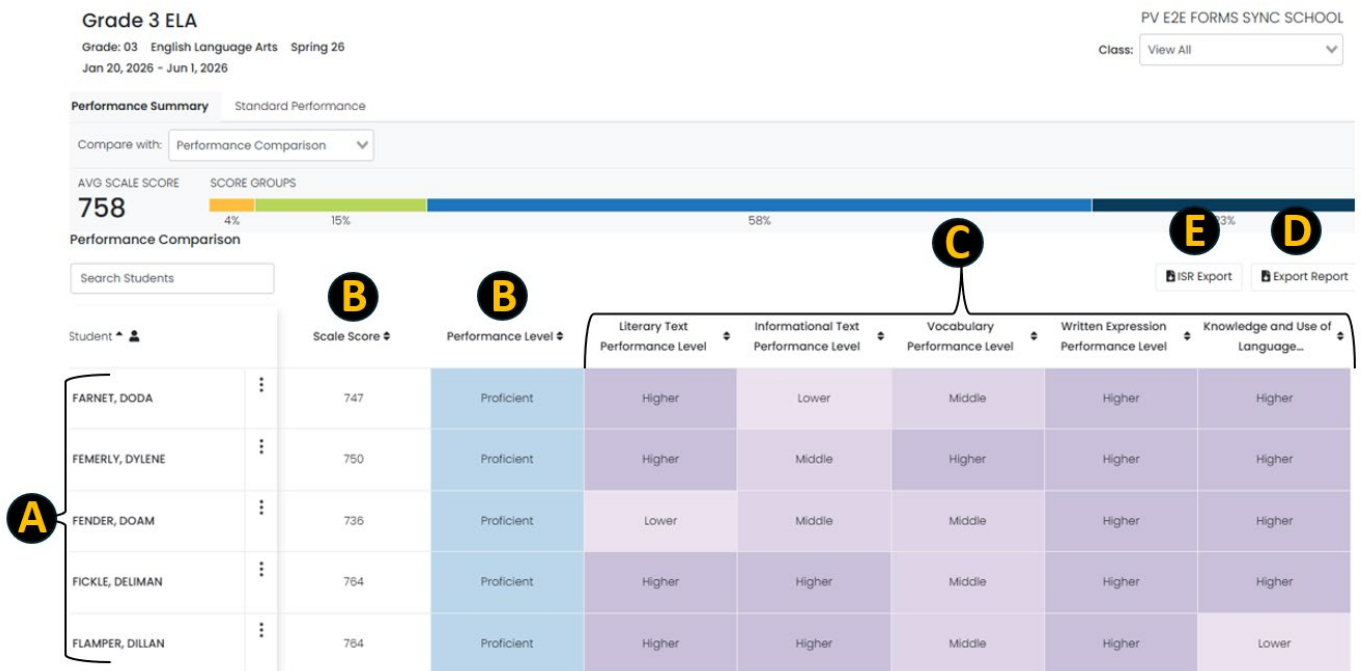 Grade 3 ELA
PV E2E FORMS SYNC SCHOOL
Grade: 03 English Language Arts Spring 26
Class: View All
Jan 20, 2026 - Jun 1, 2026
Performance Summary Standard Performance
Compare with: Performance Comparison
AVG SCALE SCORE SCORE GROUPS
758
4% 15% 58% 3%
E D
C
Performance Comparison
Search Students
ISR Export Export Report
B B
Student Scale Score Performance Level
Literary Text Performance Level
Informational Text Performance Level
Vocabulary Performance Level
Written Expression Performance Level
Knowledge and Use of Language...
A
FARNET, DODA 747 Proficient Higher Lower Middle Higher Higher
FEMERLY, DYLENE 750 Proficient Higher Middle Higher Higher Higher
FENDER, DOAM 736 Proficient Lower Middle Middle Higher Higher
FICKLE, DELIMAN 764 Proficient Higher Higher Middle Higher Higher
FLAMPER, DILLAN 764 Proficient Higher Higher Middle Higher Lower